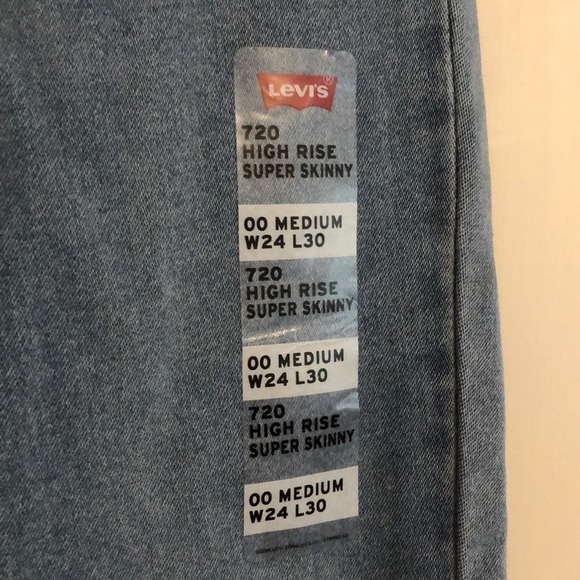 Levi's ®
720
HIGH RISE
SUPER SKINNY
00 MEDIUM
W24 L30
720
HIGH RISE
SUPER SKINNY
00 MEDIUM
W24 L30
720
HIGH RISE
SUPER SKINNY
00 MEDIUM
W24 L30